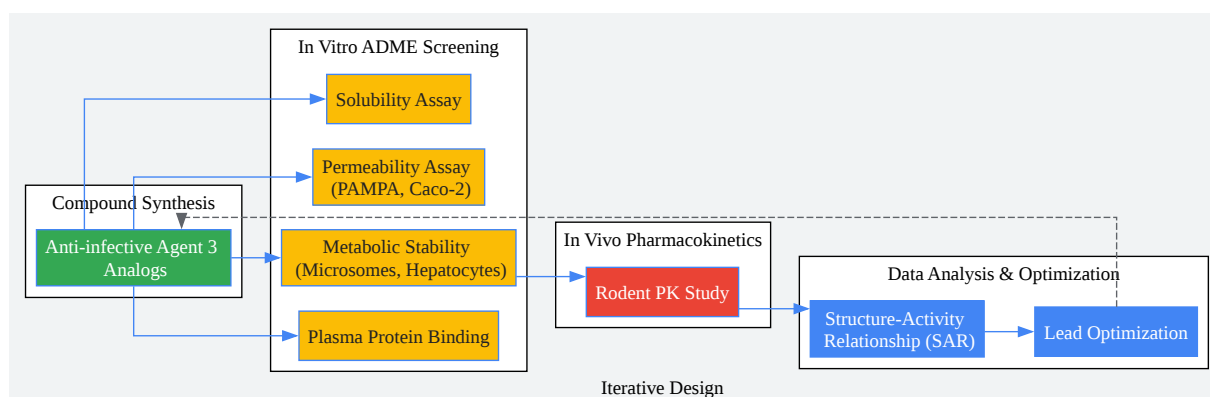 Compound Synthesis
Anti-infective Agent 3
Analogs
In Vitro ADME Screening
Solubility Assay
Permeability Assay
(PAMPA, Caco-2)
Metabolic Stability
(Microsomes, Hepatocytes)
Plasma Protein Binding
In Vivo Pharmacokinetics
Rodent PK Study
Data Analysis & Optimization
Structure-Activity
Relationship (SAR)
Lead Optimization
Iterative Design